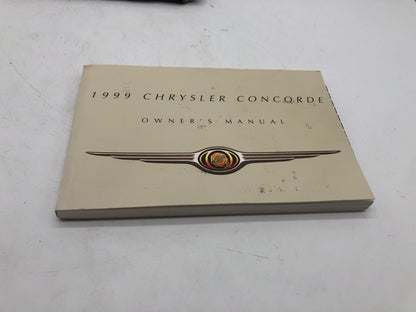 1999 CHRYSLER CONCORDE
OWNER'S MANUAL